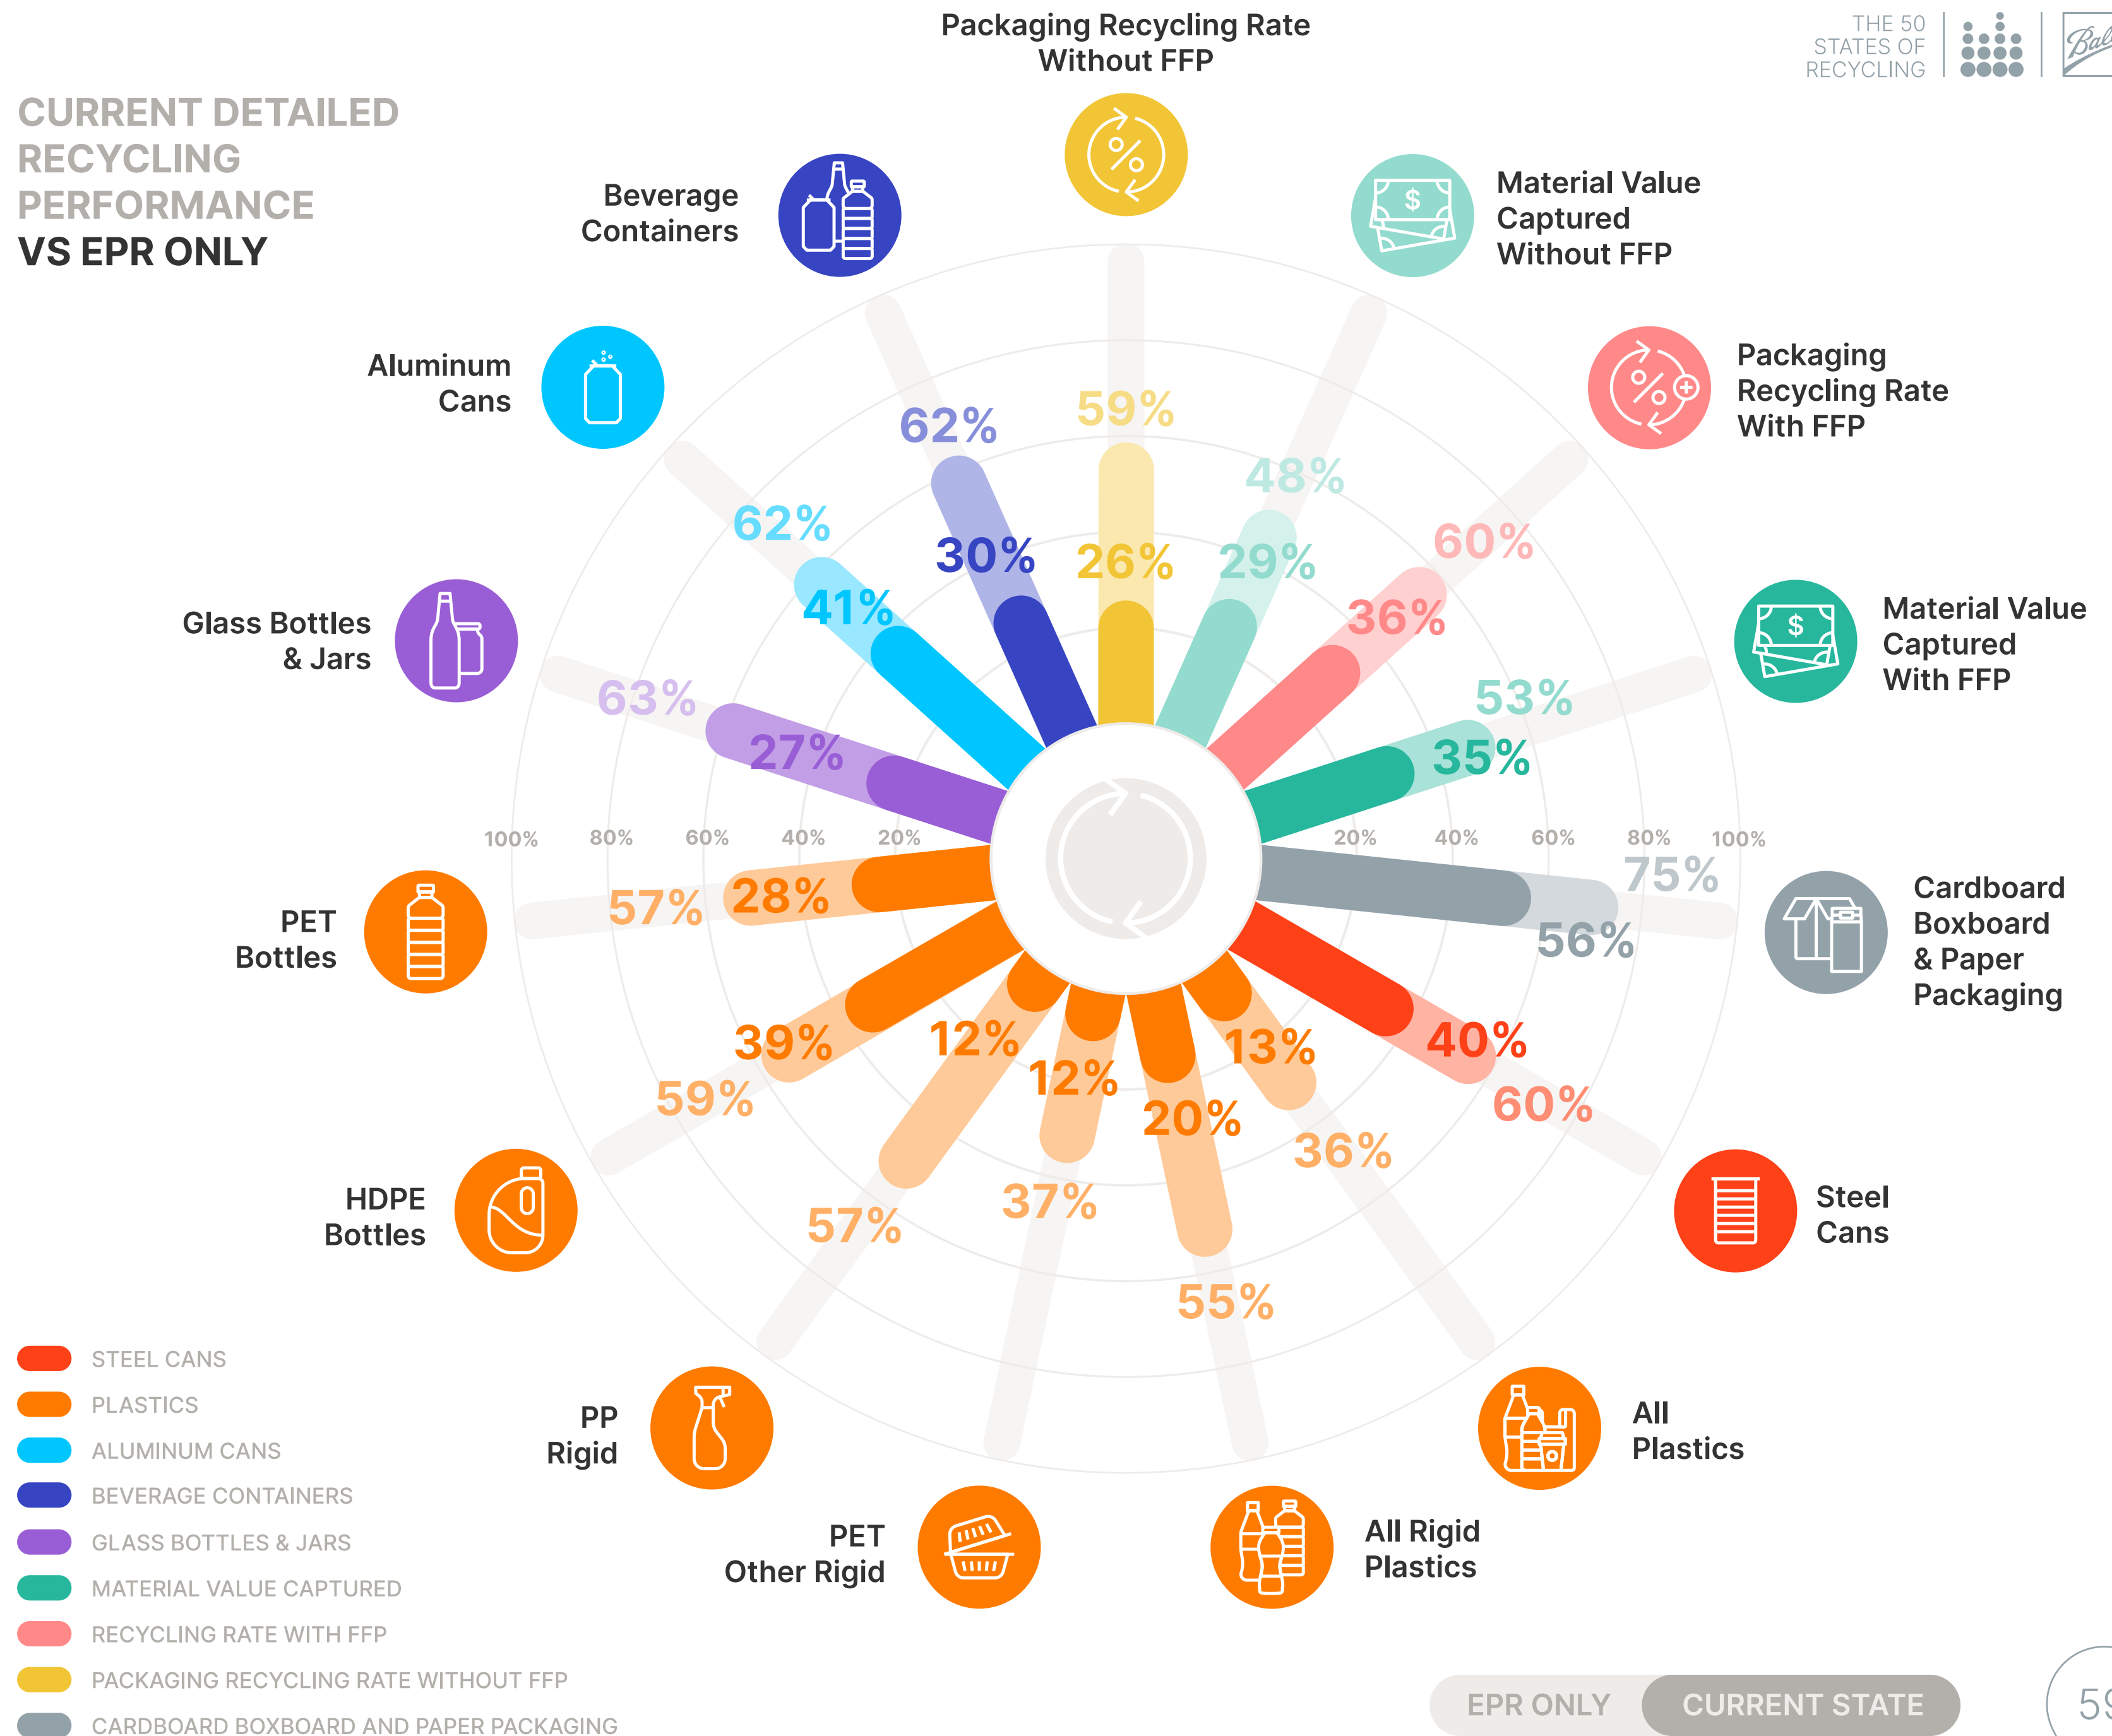 CURRENT DETAILED
RECYCLING
PERFORMANCE
VS EPR ONLY
THE 50
STATES OF
RECYCLING
Packaging Recycling Rate
Without FFP
59%
26%
Material Value
Captured
Without FFP
48%
29%
Packaging
Recycling Rate
With FFP
60%
36%
Material Value
Captured
With FFP
53%
35%
Cardboard
Boxboard
& Paper
Packaging
75%
56%
Steel
Cans
40%
60%
All
Plastics
13%
36%
All Rigid
Plastics
20%
55%
PET
Other Rigid
12%
37%
PP
Rigid
12%
57%
HDPE
Bottles
39%
59%
PET
Bottles
57%
28%
Glass Bottles
& Jars
63%
27%
Aluminum
Cans
62%
41%
Beverage
Containers
62%
30%
100% 80% 60% 40% 20% 20% 40% 60% 80% 100%
STEEL CANS
PLASTICS
ALUMINUM CANS
BEVERAGE CONTAINERS
GLASS BOTTLES & JARS
MATERIAL VALUE CAPTURED
RECYCLING RATE WITH FFP
PACKAGING RECYCLING RATE WITHOUT FFP
CARDBOARD BOXBOARD AND PAPER PACKAGING
EPR ONLY CURRENT STATE